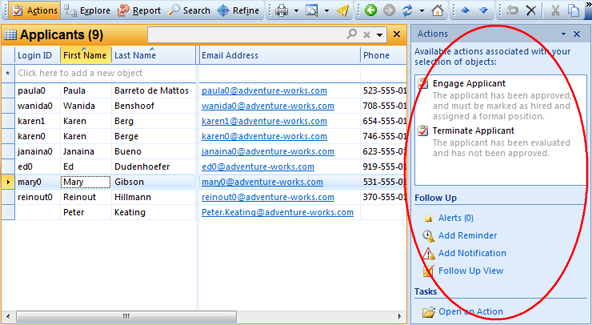 Actions Explore Report Search Refine
Applicants (9)
Login ID First Name Last Name Email Address Phone
* Click here to add a new object
paula0 Paula Barreto de Mattos paula0@adventure-works.com 523-555-01
wanida0 Wanida Benshoof wanida0@adventure-works.com 708-555-01
karen1 Karen Berg karen1@adventure-works.com 654-555-01
karen0 Karen Berge karen0@adventure-works.com 746-555-01
janaina0 Janaina Bueno janaina0@adventure-works.com 623-555-01
ed0 Ed Dudenhoefer ed0@adventure-works.com 919-555-01
mary0 Mary Gibson mary0@adventure-works.com 531-555-01
reinout0 Reinout Hillmann reinout0@adventure-works.com 370-555-01
Peter Keating Peter.Keating@adventure-works.com
Actions
Available actions associated with your
selection of objects:
Engage Applicant
The applicant has been approved,
and must be marked as hired and
assigned a formal position.
Terminate Applicant
The applicant has been evaluated
and has not been approved.
Follow Up
Alerts (0)
Add Reminder
Add Notification
Follow Up View
Tasks
Open an Action